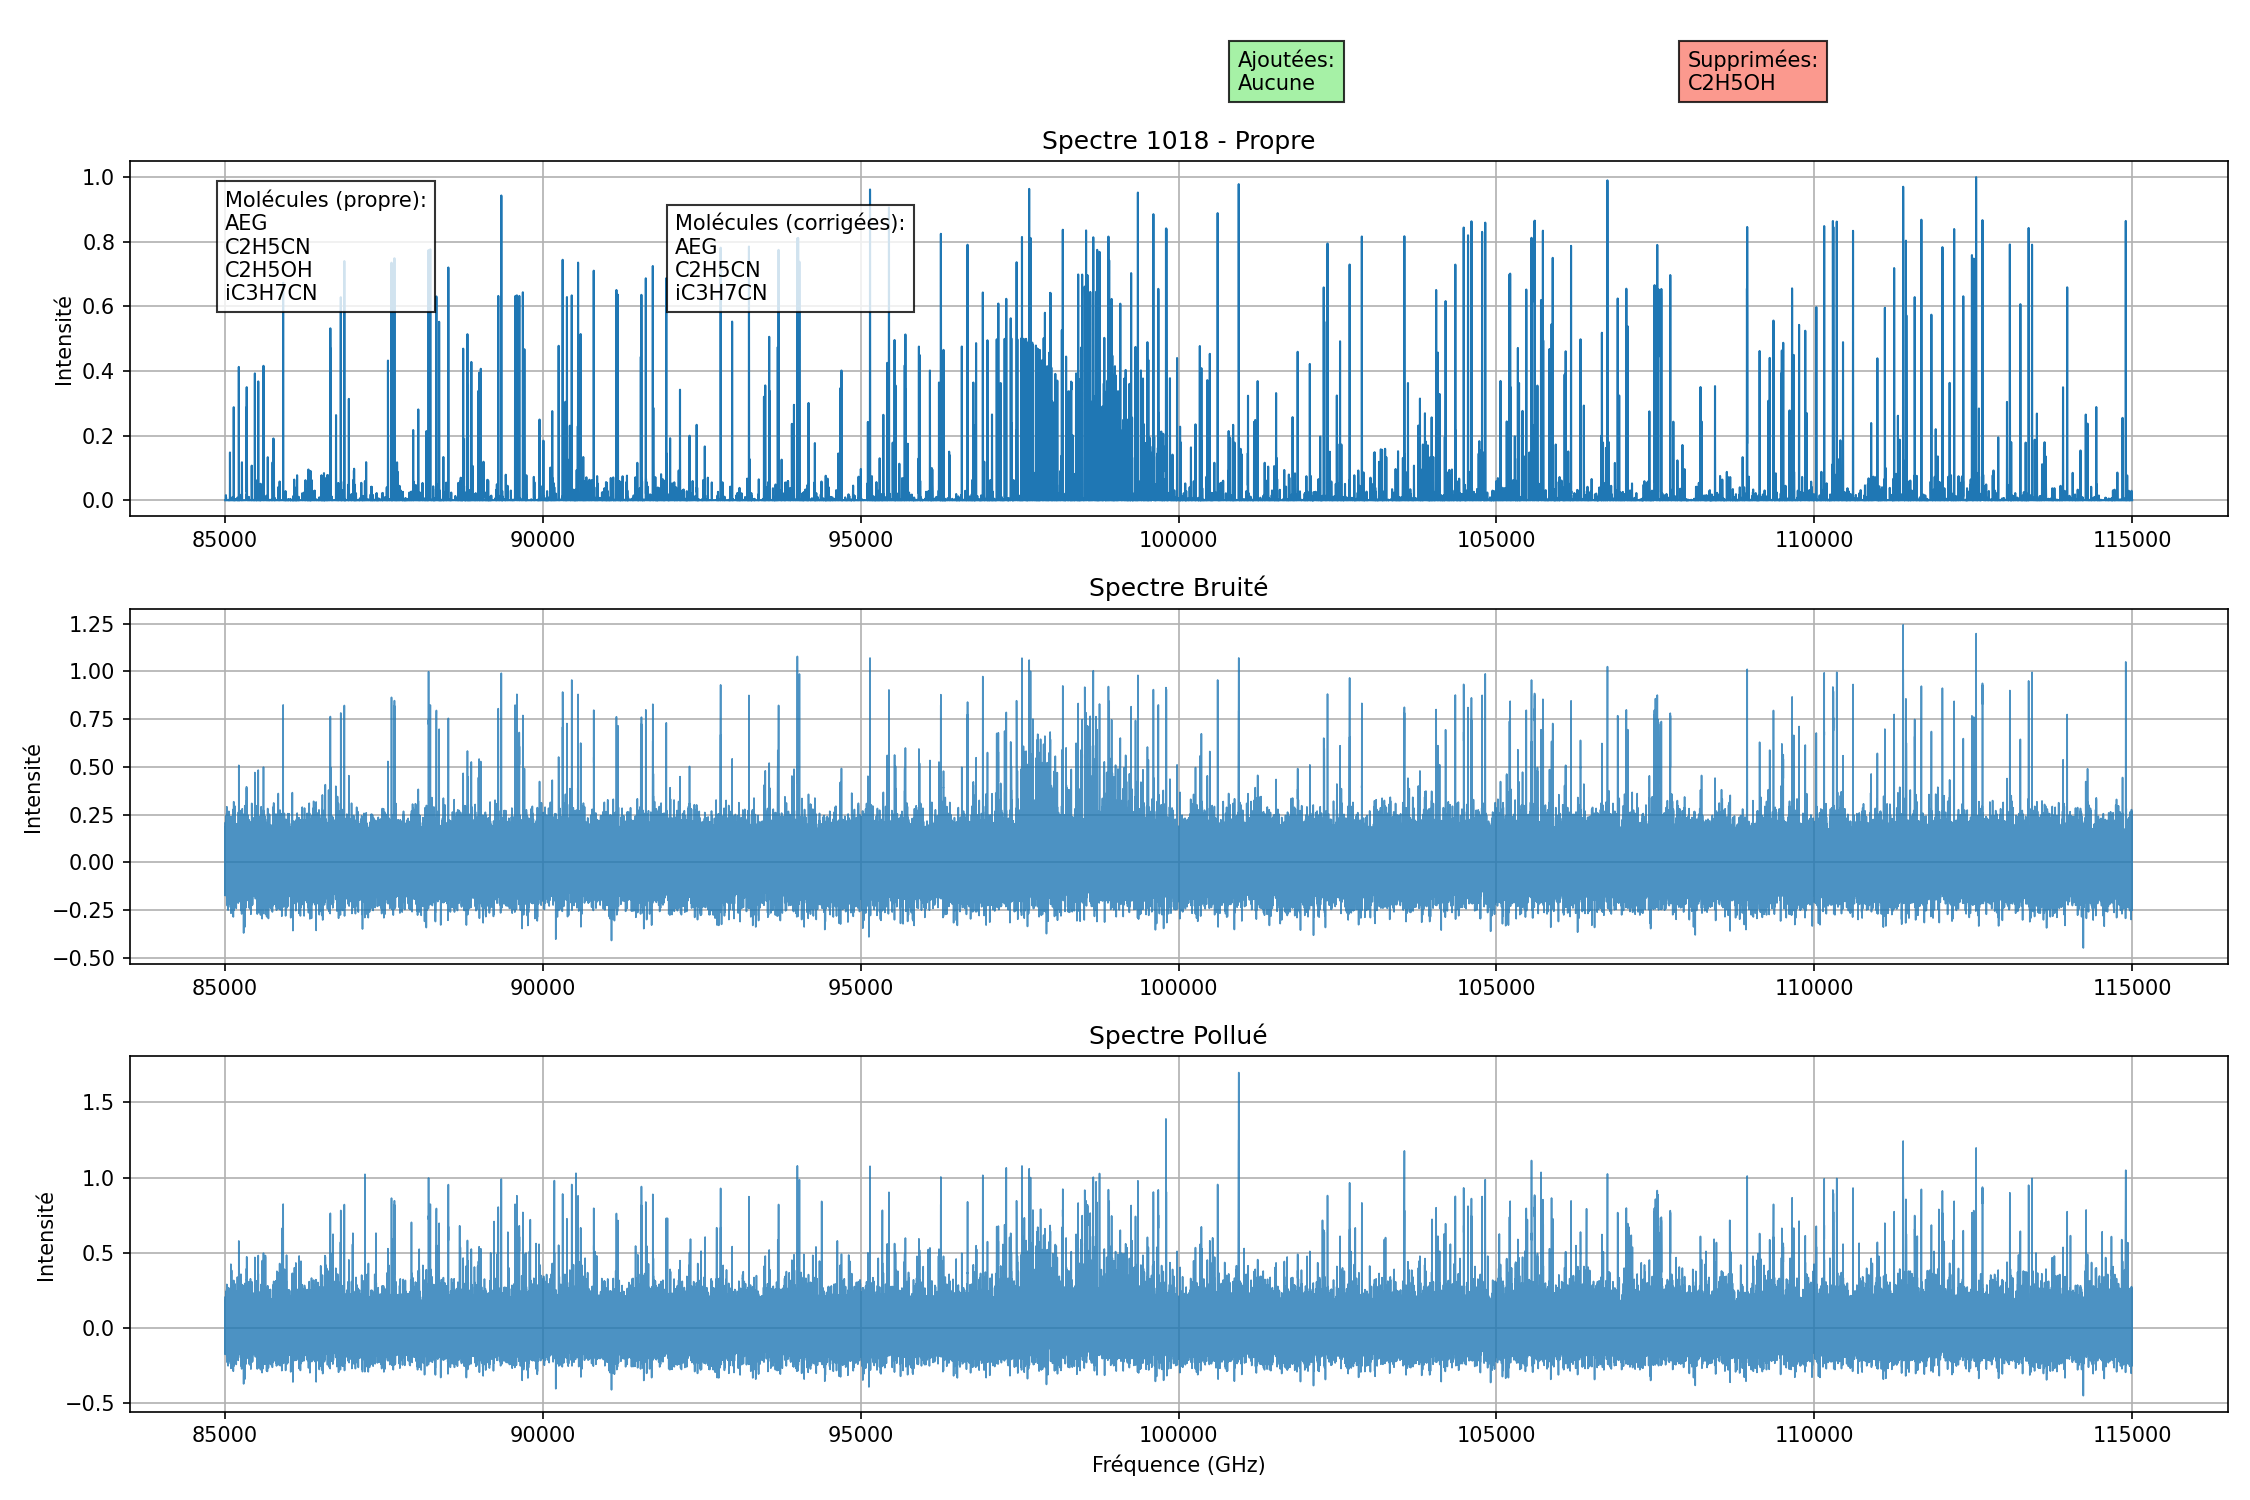 Ajoutées:
Aucune
Supprimées:
C2H5OH
Spectre 1018 - Propre
Molécules (propre):
AEG
C2H5CN
C2H5OH
iC3H7CN
Molécules (corrigées):
AEG
C2H5CN
iC3H7CN
Intensité
1.0
0.8
0.6
0.4
0.2
0.0
85000 90000 95000 100000 105000 110000 115000
Spectre Bruité
Intensité
1.25
1.00
0.75
0.50
0.25
0.00
−0.25
−0.50
85000 90000 95000 100000 105000 110000 115000
Spectre Pollué
Intensité
1.5
1.0
0.5
0.0
−0.5
85000 90000 95000 100000 105000 110000 115000
Fréquence (GHz)